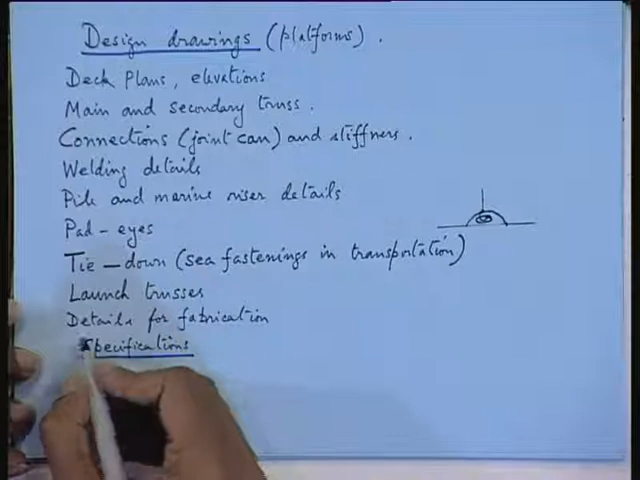 Design drawings (platforms).
Deck Plans, elevations
Main and secondary truss.
Connections (joint can) and stiffners.
Welding details
Pile and marine riser details
Pad-eyes
Tie-down (sea fastenings in transportation)
Launch trusses
Details for fabrication
Specifications